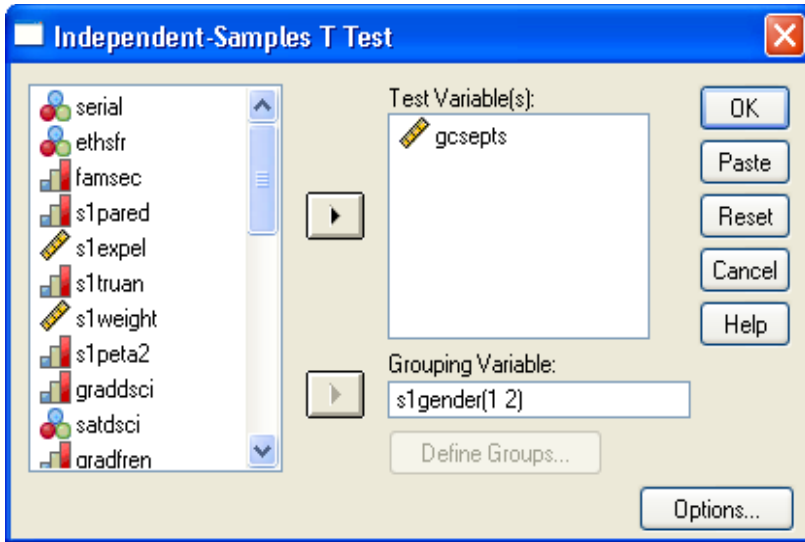 Independent-Samples T Test
serial
ethsfr
famsec
s1pared
s1expel
s1truan
s1weight
s1peta2
graddsci
satdsci
gradfren
Test Variable(s):
gcsepts
Grouping Variable:
s1gender(1 2)
Define Groups...
OK
Paste
Reset
Cancel
Help
Options...